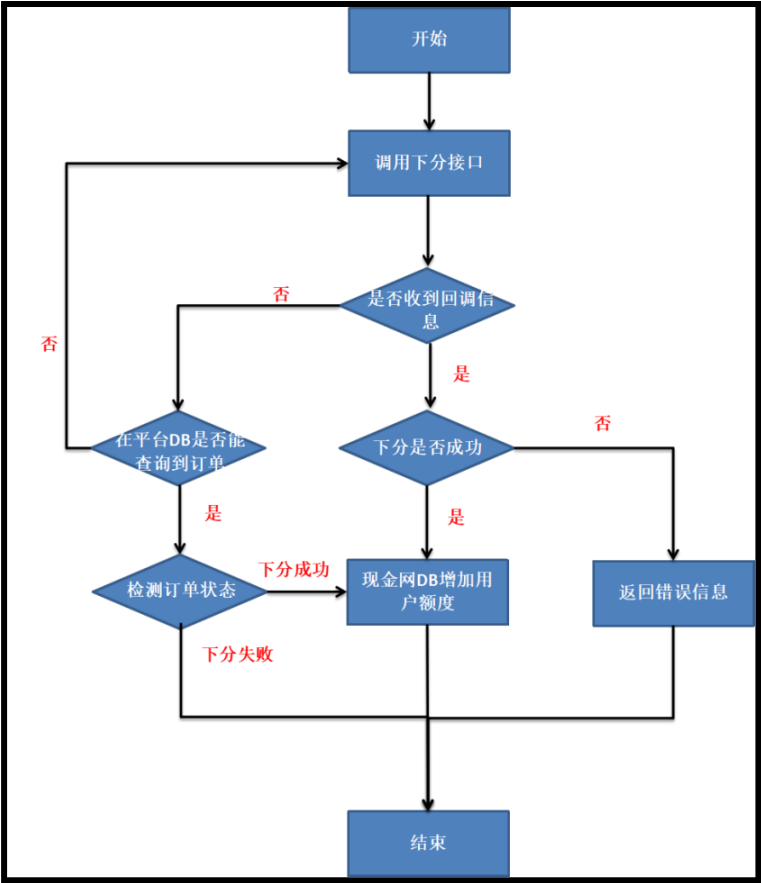 开始
调用下分接口
否
是否收到回调信
息
否
是
在平台DB是否能
查询到订单
下分是否成功
否
是
是
检测订单状态
下分成功
现金网DB增加用
户额度
返回错误信息
下分失败
结束